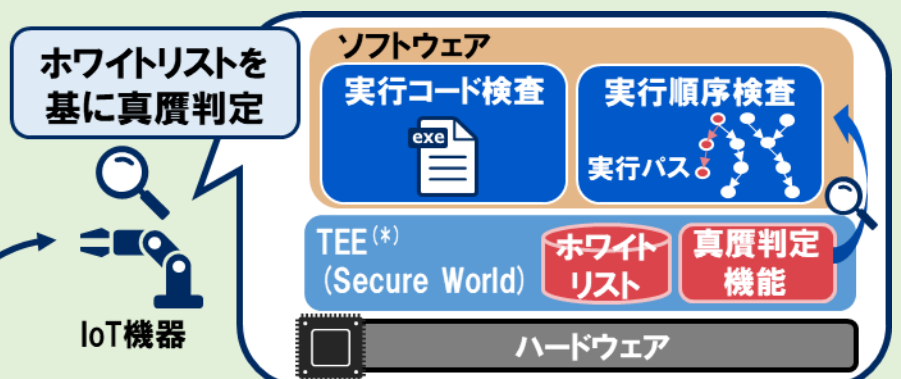 ホワイトリストを
基に真贋判定
IoT機器
ソフトウェア
実行コード検査
exe
実行順序検査
実行パス
TEE(*)
(Secure World)
ホワイト
リスト
真贋判定
機能
ハードウェア